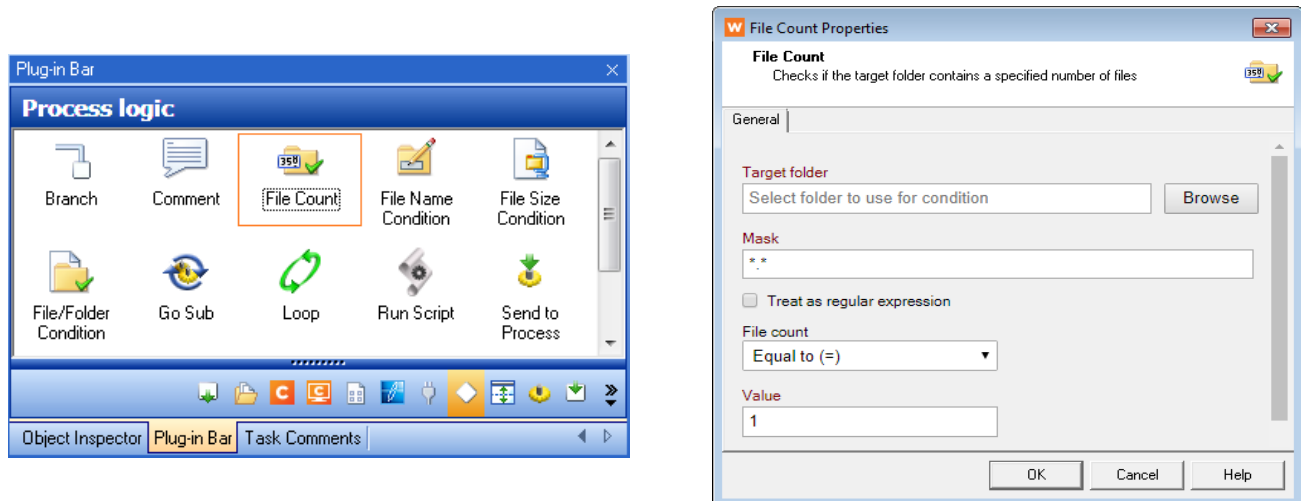 Plug-in Bar
Process logic
Branch
Comment
File Count
File Name
Condition
File Size
Condition
File/Folder
Condition
Go Sub
Loop
Run Script
Send to
Process
Object Inspector
Plug-in Bar
Task Comments
File Count Properties
File Count
Checks if the target folder contains a specified number of files
General
Target folder
Select folder to use for condition
Browse
Mask
*.*
Treat as regular expression
File count
Equal to (=)
Value
1
OK
Cancel
Help